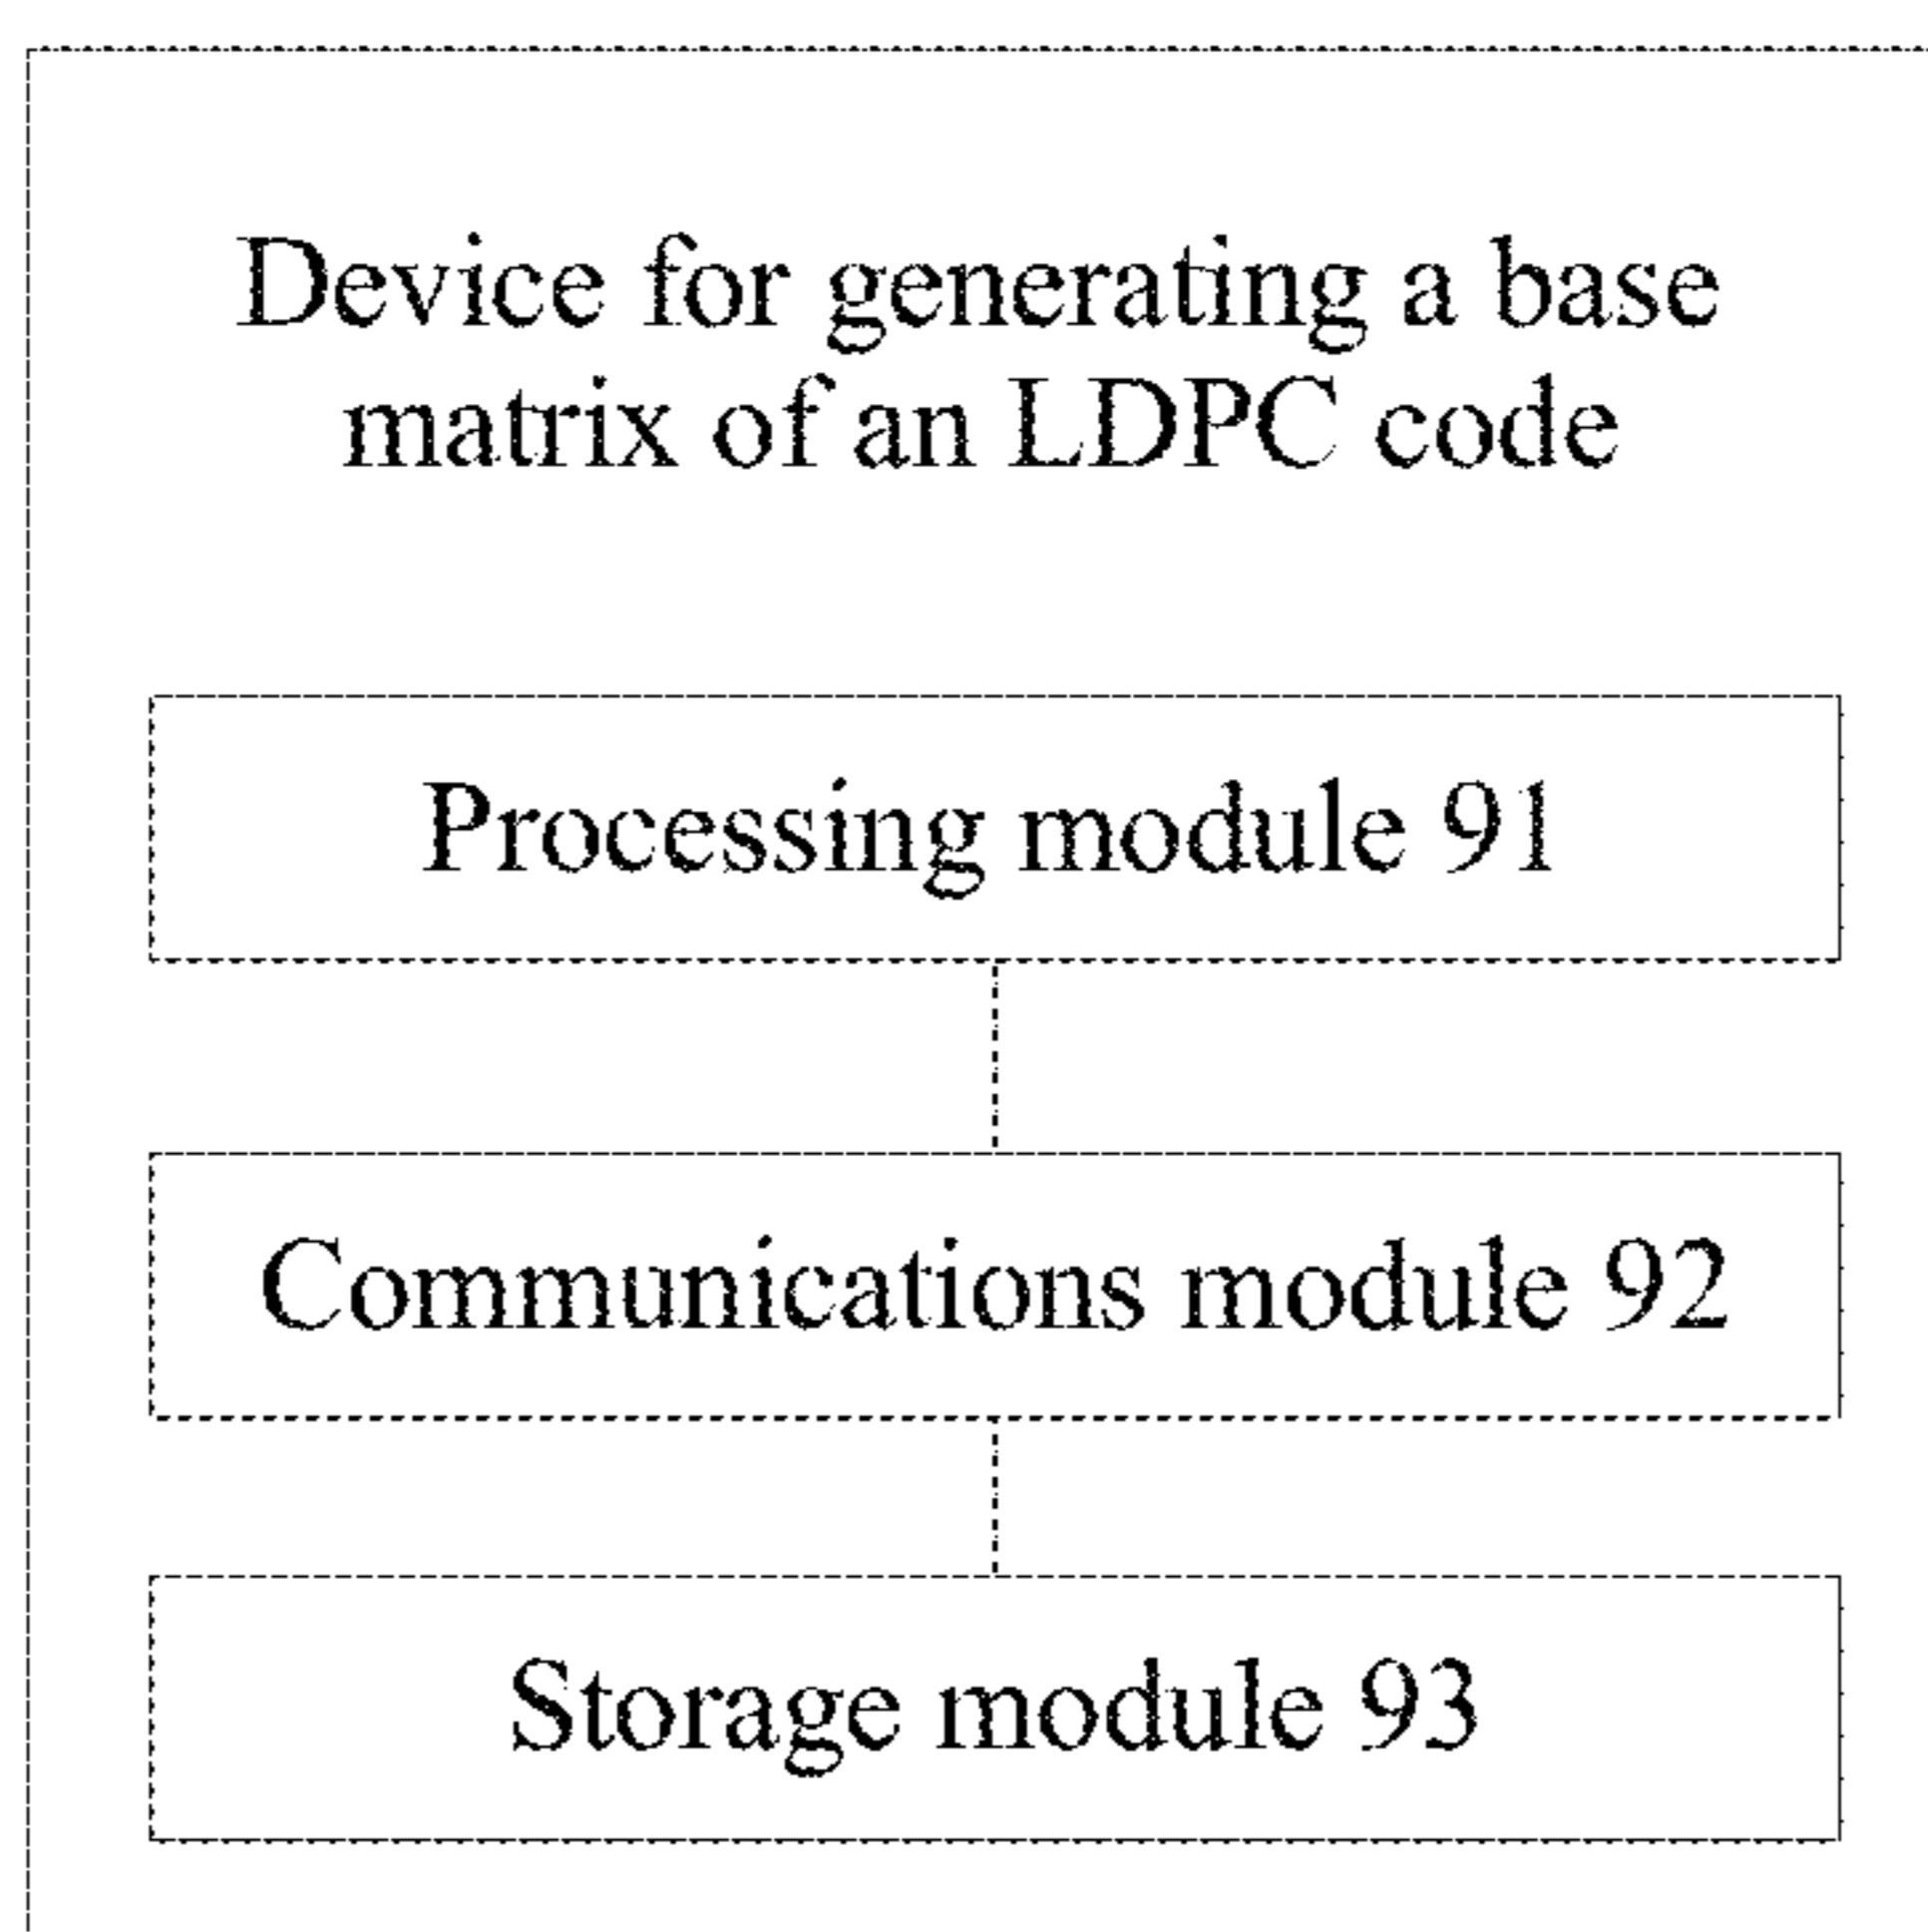 Device for generating a base
matrix of an LDPC code
Processing module 91
Communications module 92
Storage module 93